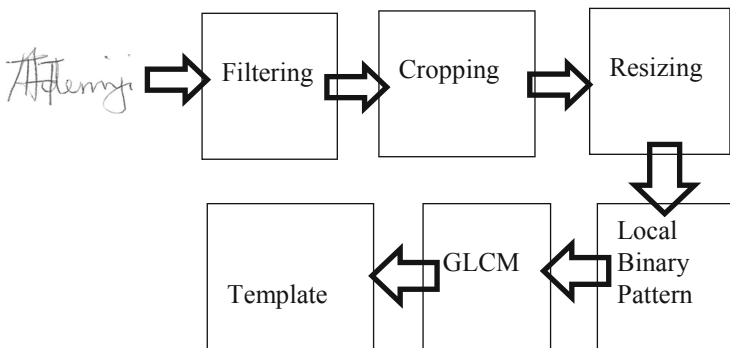 Filtering
Cropping
Resizing
Local
Binary
Pattern
GLCM
Template